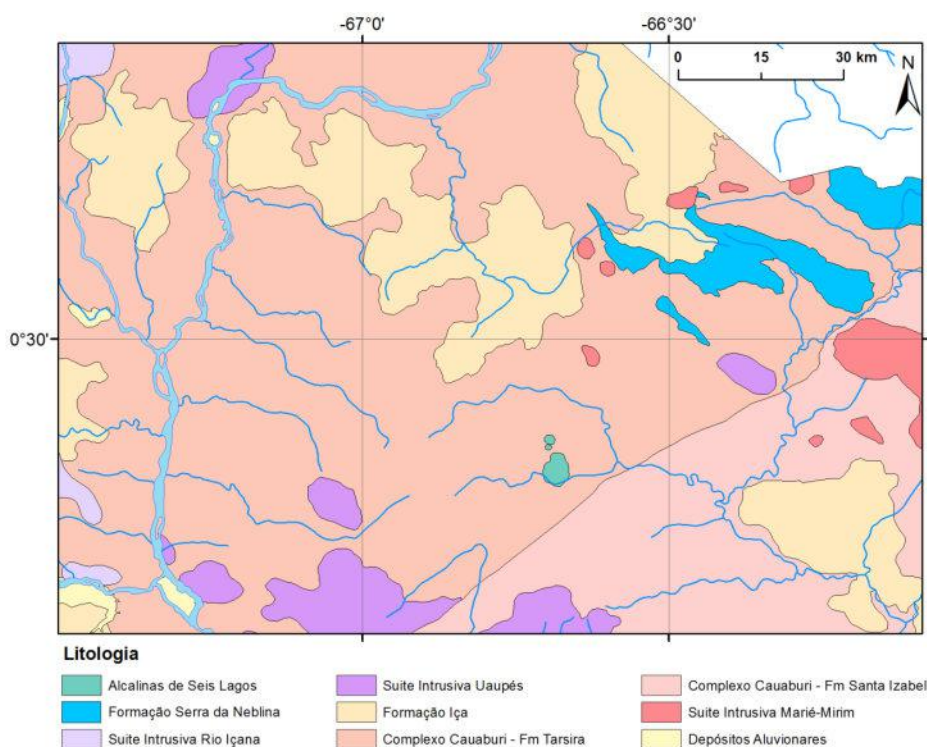 -67°0'
-66°30'
0 15 30 km
N
0°30'
Litologia
Alcalinas de Seis Lagos
Formação Serra da Neblina
Suite Intrusiva Rio Içana
Suite Intrusiva Uaupés
Formação Iça
Complexo Cauaburi - Fm Tarsira
Complexo Cauaburi - Fm Santa Izabel
Suite Intrusiva Marié-Mirim
Depósitos Aluvionares